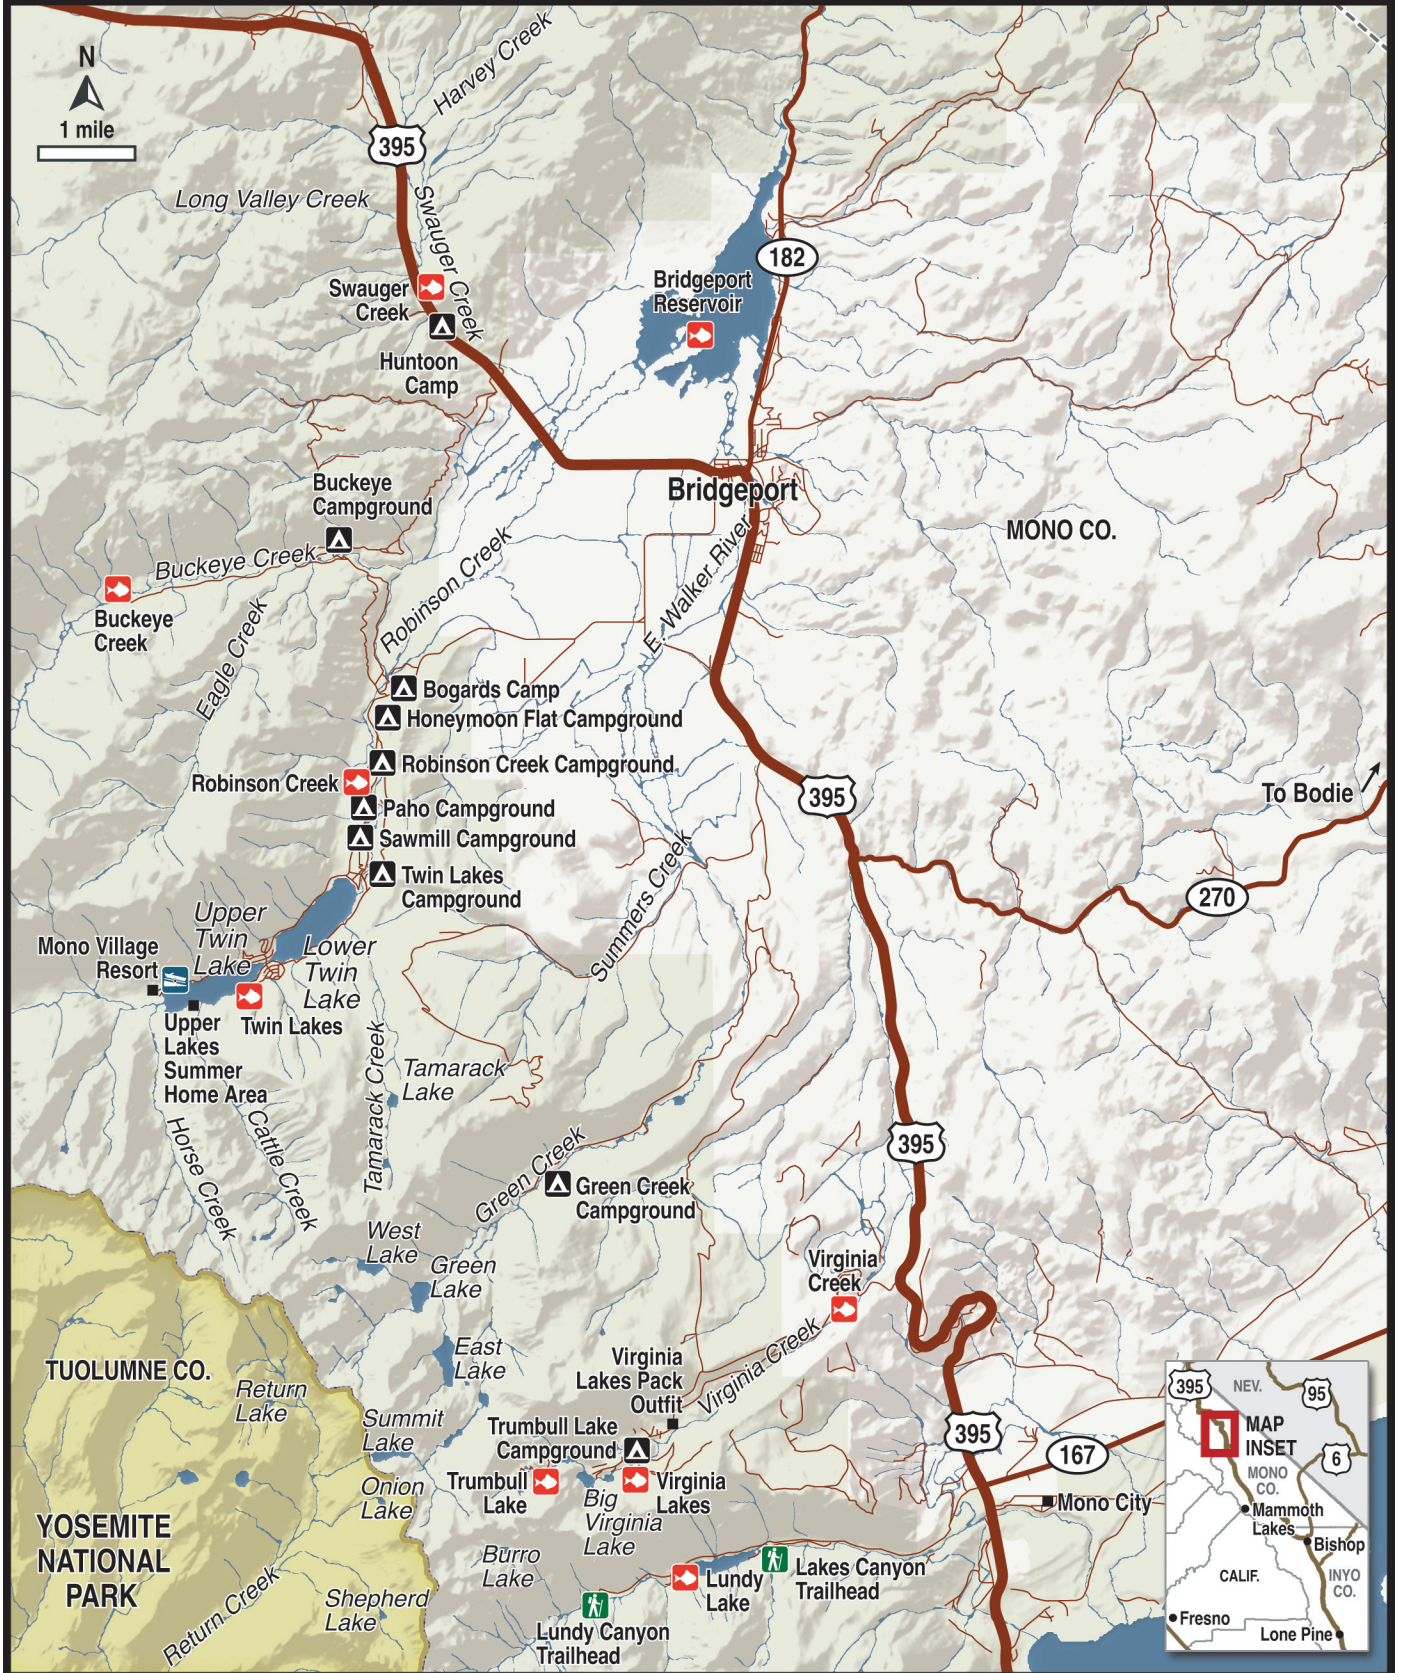 N
1 mile
Harvey Creek
395
Long Valley Creek
Swauger Creek
182
Swauger
Creek
Bridgeport
Reservoir
Huntoon
Camp
Buckeye
Campground
Bridgeport
MONO CO.
Buckeye Creek
Robinson Creek
E. Walker River
Buckeye
Creek
Eagle Creek
Bogards Camp
Honeymoon Flat Campground
Robinson Creek Campground
Robinson Creek
395
To Bodie
Paho Campground
Sawmill Campground
Twin Lakes
Campground
270
Summers Creek
Upper
Twin
Lake
Lower
Twin
Lake
Mono Village
Resort
Twin Lakes
Upper
Lakes
Summer
Home Area
Tamarack Creek
Tamarack
Lake
Horse Creek
Cattle Creek
395
Green Creek
Green Creek
Campground
West
Lake
Green
Lake
Virginia
Creek
East
Lake
Virginia Creek
Virginia
Lakes Pack
Outfit
TUOLUMNE CO.
Return
Lake
Summit
Lake
Trumbull Lake
Campground
395
167
Trumbull
Lake
Virginia
Lakes
Onion
Lake
Big
Virginia
Lake
Mono City
YOSEMITE
NATIONAL
PARK
Burro
Lake
Lundy
Lake
Lakes Canyon
Trailhead
Return Creek
Shepherd
Lake
Lundy Canyon
Trailhead
395
NEV.
95
MAP
INSET
6
MONO
CO.
Mammoth
Lakes
Bishop
CALIF.
INYO
CO.
Fresno
Lone Pine